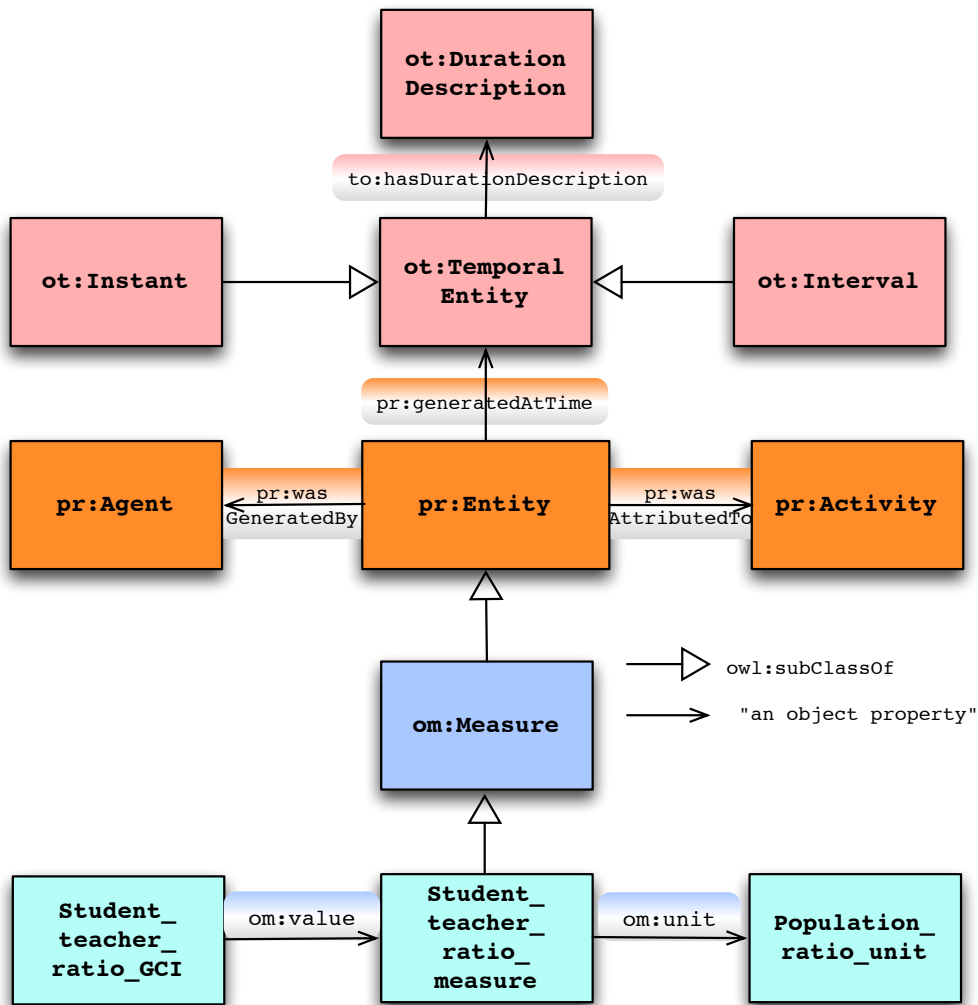 ot:Duration
Description
to:hasDurationDescription
ot:Instant
ot:Temporal
Entity
ot:Interval
pr:generatedAtTime
pr:Agent
pr:was
GeneratedBy
pr:Entity
pr:was
AttributedTo
pr:Activity
om:Measure
owl:subClassOf
"an object property"
Student_
teacher_
ratio_GCI
om:value
Student_
teacher_
ratio_
measure
om:unit
Population_
ratio_unit